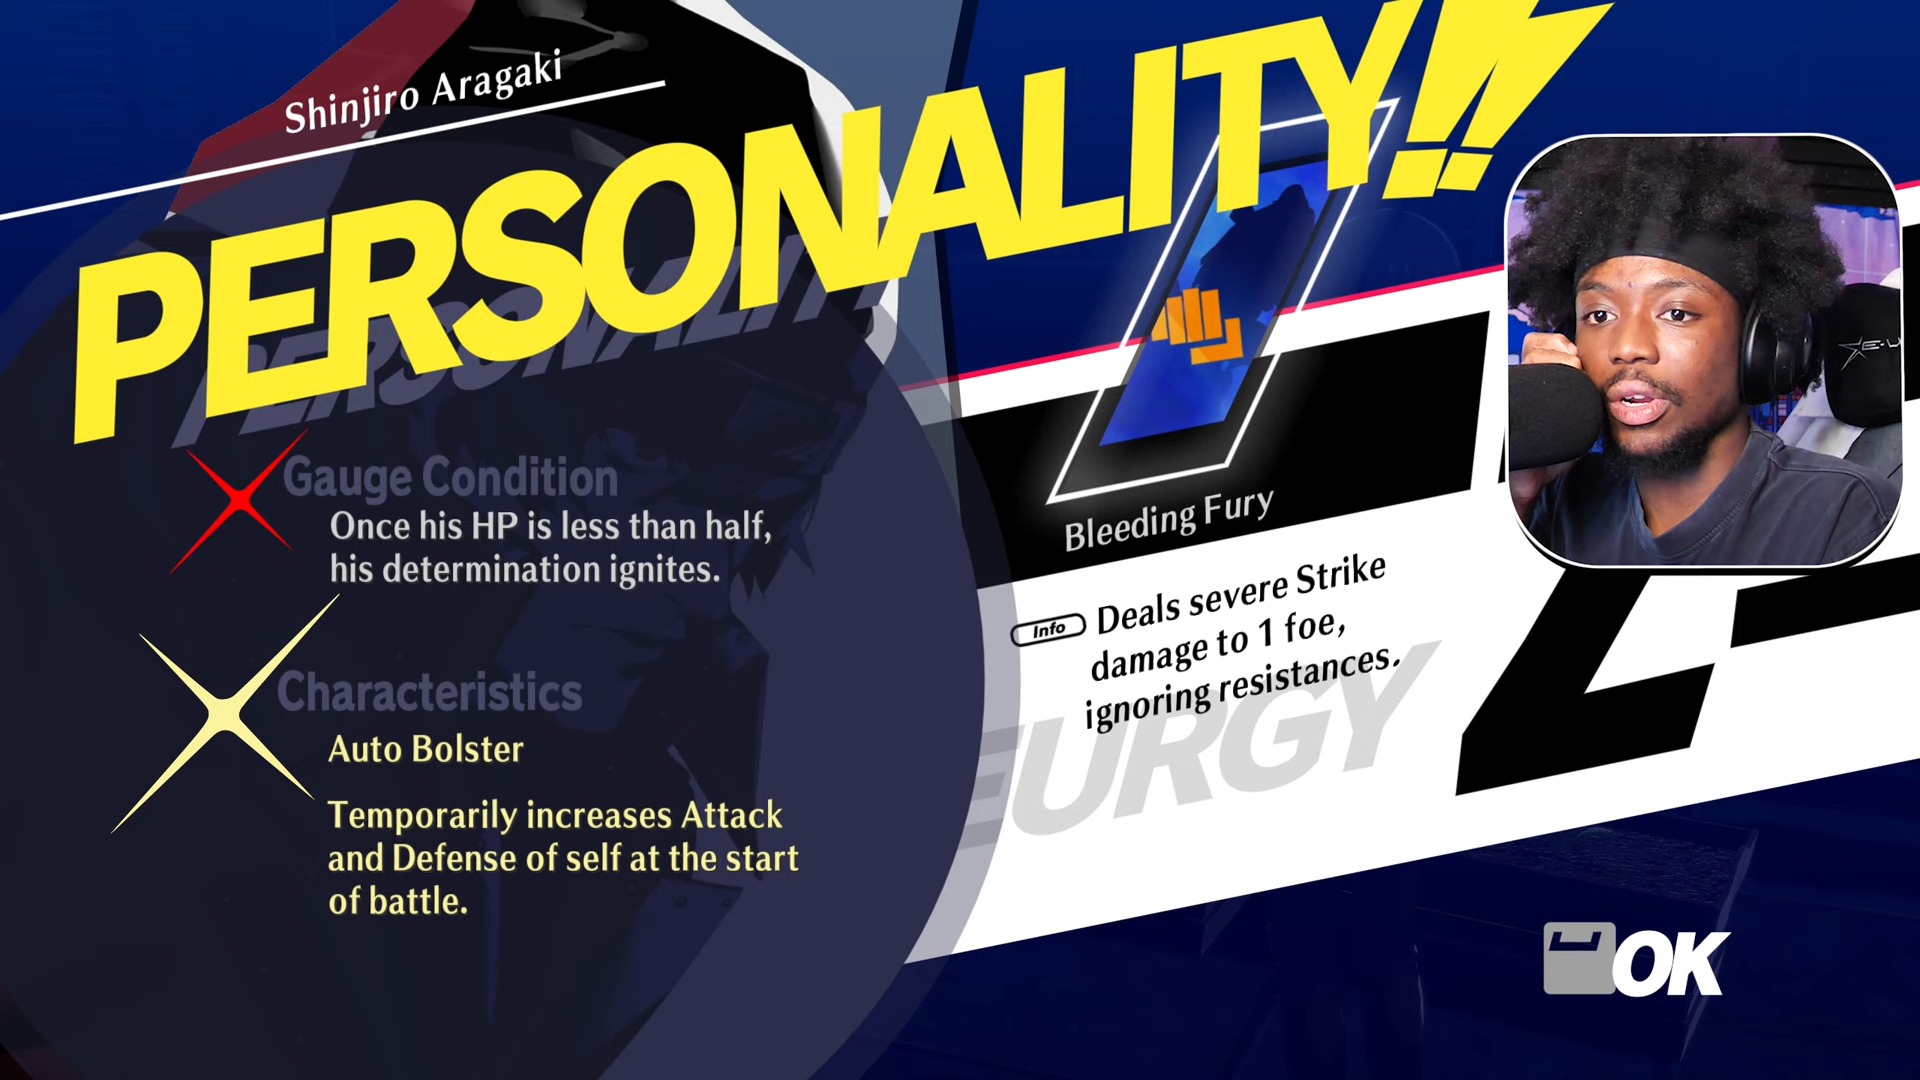 Shinjiro Aragaki
PERSONALITY!!
PERSONALITY
Gauge Condition
Once his HP is less than half,
his determination ignites.
Characteristics
Auto Bolster
Temporarily increases Attack
and Defense of self at the start
of battle.
Bleeding Fury
Info Deals severe Strike
damage to 1 foe,
ignoring resistances.
EURGY
OK